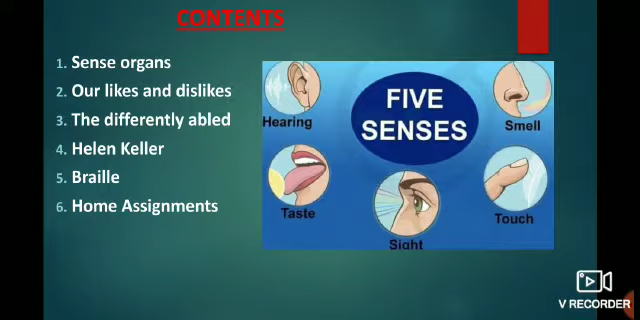 CONTENTS
1. Sense organs
2. Our likes and dislikes
3. The differently abled
4. Helen Keller
5. Braille
6. Home Assignments
FIVE
SENSES
Hearing
Smell
Taste
Sight
Touch
V RECORDER